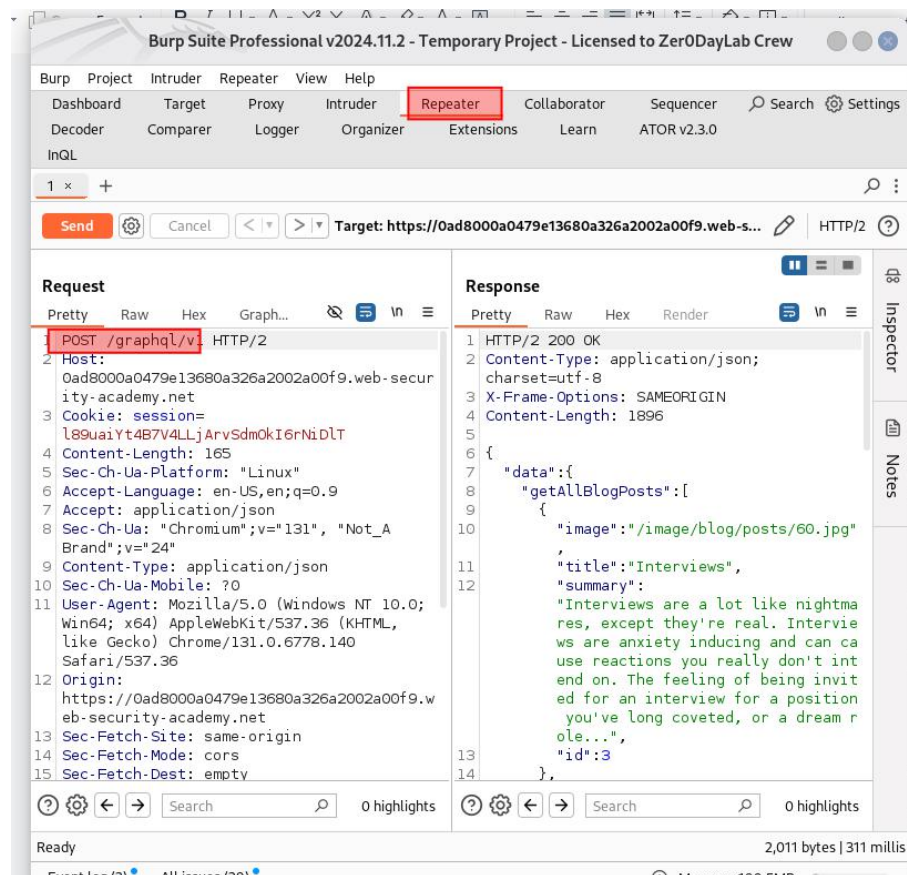 Burp Suite Professional v2024.11.2 - Temporary Project - Licensed to Zer0DayLab Crew
Burp Project Intruder Repeater View Help
Dashboard Target Proxy Intruder Repeater Collaborator Sequencer Search Settings
Decoder Comparer Logger Organizer Extensions Learn ATOR v2.3.0
InQL
1 × +
Send Cancel < > Target: https://0ad8000a0479e13680a326a2002a00f9.web-s... HTTP/2
Request
Pretty Raw Hex Graph... \n
1 POST /graphql/v1 HTTP/2
2 Host:
0ad8000a0479e13680a326a2002a00f9.web-secur
ity-academy.net
3 Cookie: session=
l89uaiYt4B7V4LLjArvSdmOkI6rNiDlT
4 Content-Length: 165
5 Sec-Ch-Ua-Platform: "Linux"
6 Accept-Language: en-US,en;q=0.9
7 Accept: application/json
8 Sec-Ch-Ua: "Chromium";v="131", "Not_A
Brand";v="24"
9 Content-Type: application/json
10 Sec-Ch-Ua-Mobile: ?0
11 User-Agent: Mozilla/5.0 (Windows NT 10.0;
Win64; x64) AppleWebKit/537.36 (KHTML,
like Gecko) Chrome/131.0.6778.140
Safari/537.36
12 Origin:
https://0ad8000a0479e13680a326a2002a00f9.w
eb-security-academy.net
13 Sec-Fetch-Site: same-origin
14 Sec-Fetch-Mode: cors
15 Sec-Fetch-Dest: empty
Search 0 highlights
Response
Pretty Raw Hex Render \n
1 HTTP/2 200 OK
2 Content-Type: application/json;
charset=utf-8
3 X-Frame-Options: SAMEORIGIN
4 Content-Length: 1896
5
6 {
7 "data":{
8 "getAllBlogPosts":[
9 {
10 "image":"/image/blog/posts/60.jpg"
,
11 "title":"Interviews",
12 "summary":
"Interviews are a lot like nightma
res, except they're real. Intervie
ws are anxiety inducing and can ca
use reactions you really don't int
end on. The feeling of being invit
ed for an interview for a position
you've long coveted, or a dream r
ole...",
13 "id":3
14 },
Search 0 highlights
Inspector
Notes
Ready 2,011 bytes | 311 millis